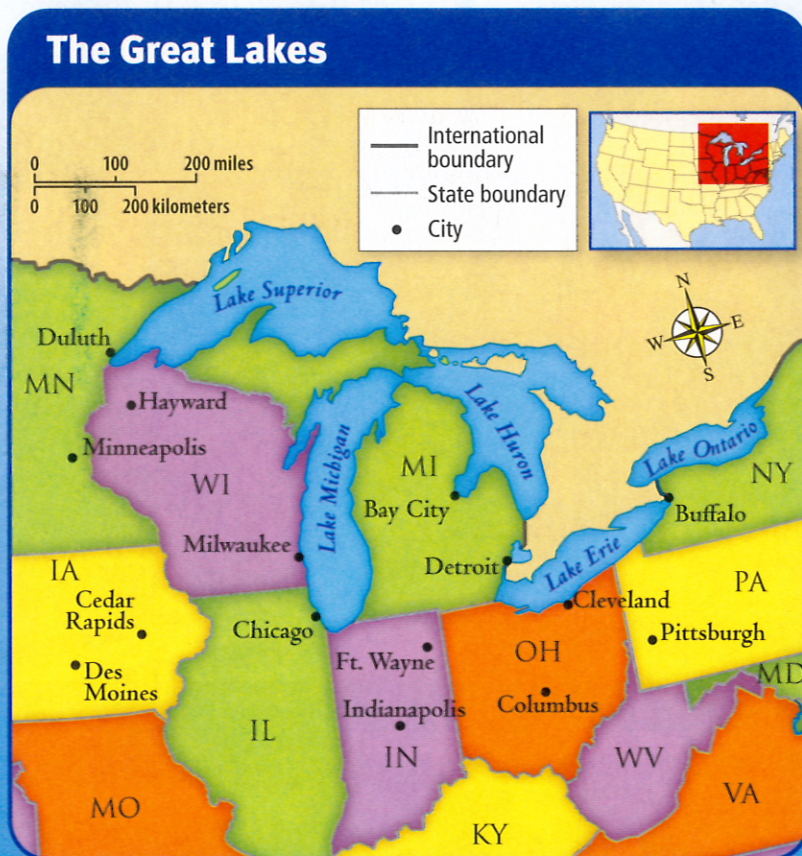 The Great Lakes
0 100 200 miles
0 100 200 kilometers
International
boundary
State boundary
City
N
W E
S
Lake Superior
Duluth
MN
Hayward
Minneapolis
WI
Lake Michigan
Lake Huron
MI
Bay City
Lake Ontario
NY
Buffalo
Milwaukee
Detroit
Lake Erie
IA
Cedar
Rapids
Des
Moines
Chicago
Cleveland
PA
Pittsburgh
Ft. Wayne
OH
Columbus
MD
Indianapolis
IL
IN
WV
VA
MO
KY